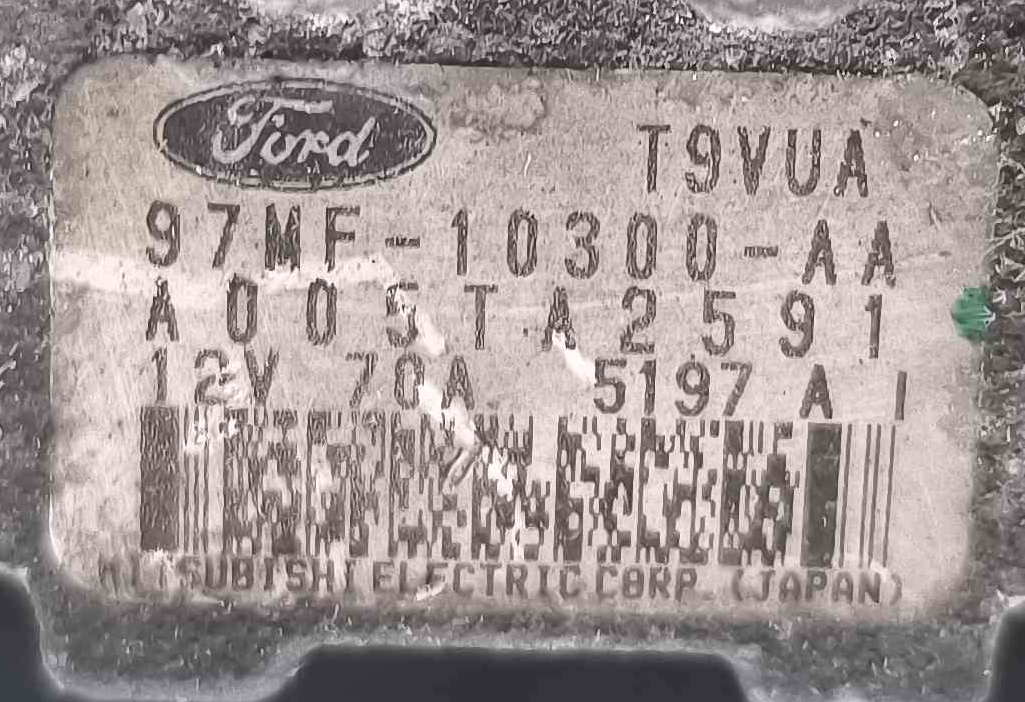 Ford T9VUA
97MF-10300-AA
A005TA2591
12V 70A 5197 A I
MITSUBISHI ELECTRIC CORP. (JAPAN)